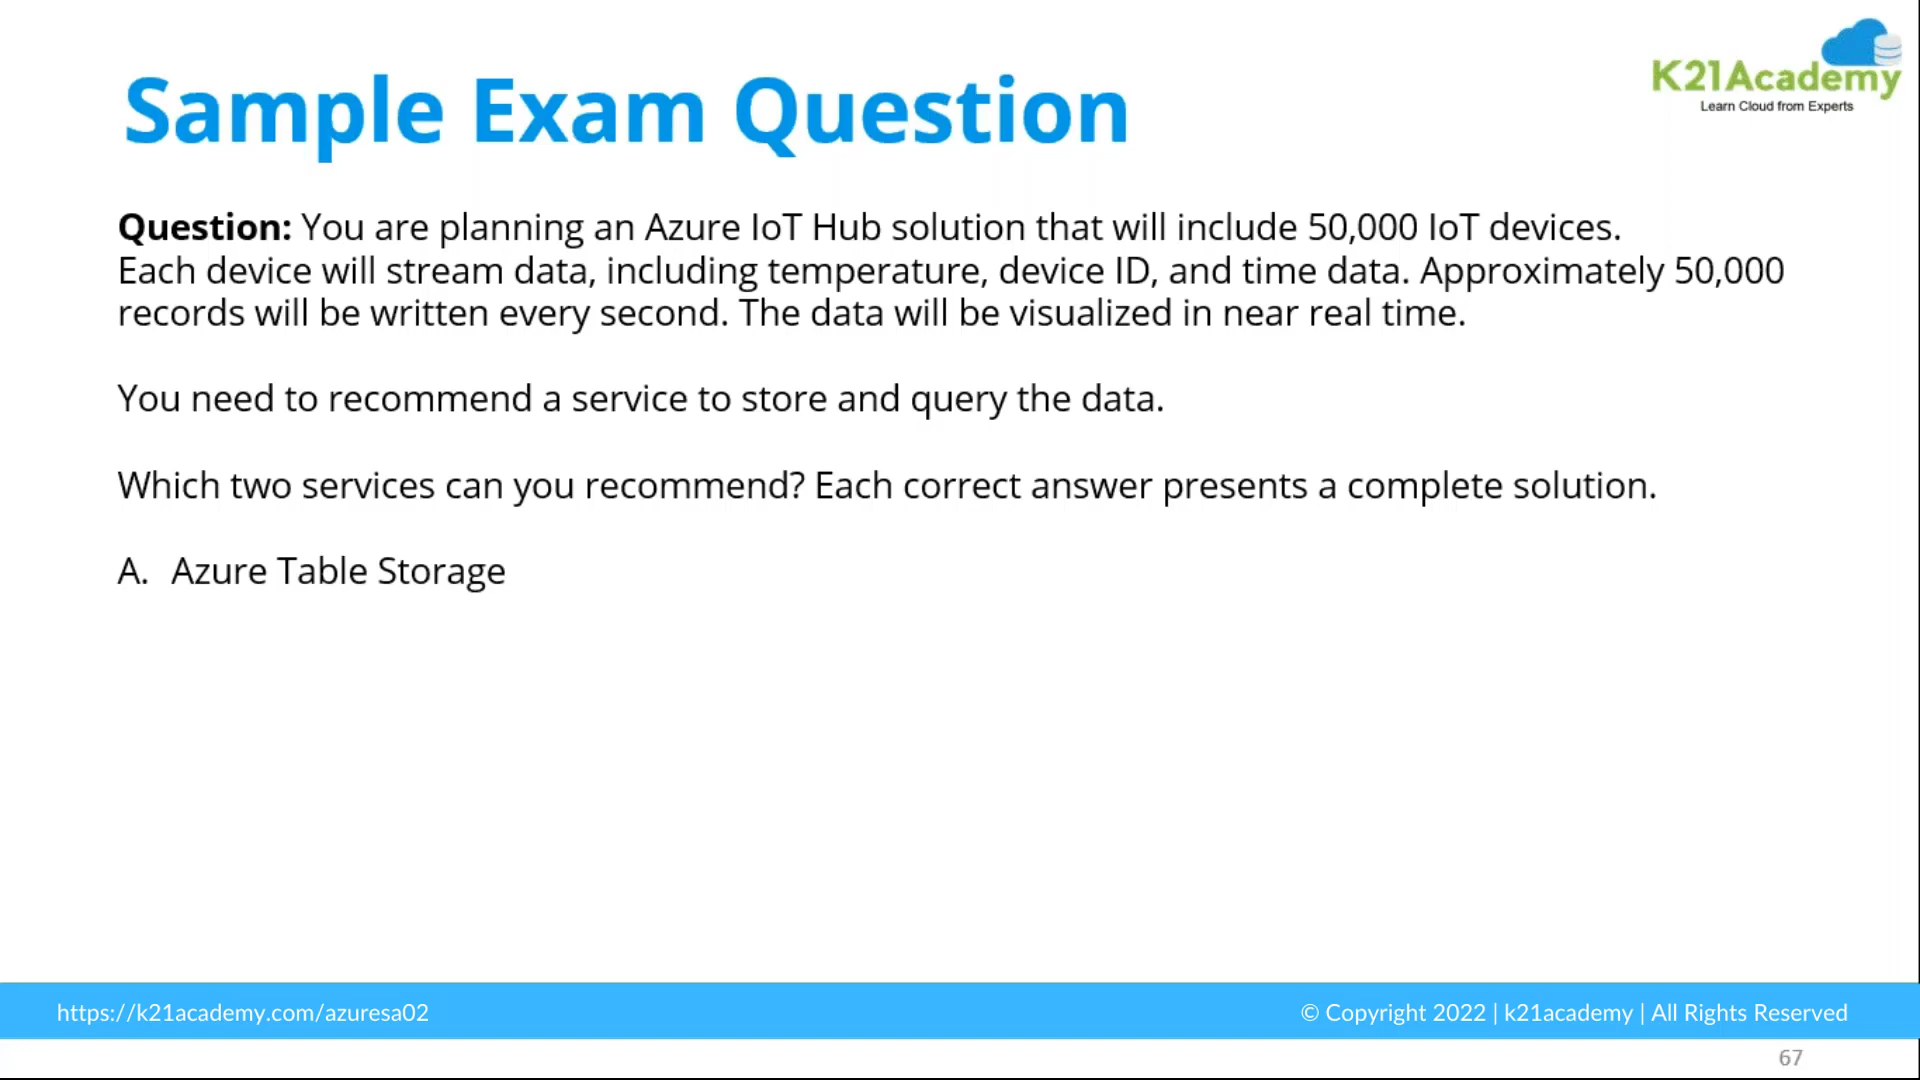 K21Academy
Learn Cloud from Experts
Sample Exam Question
Question: You are planning an Azure IoT Hub solution that will include 50,000 IoT devices.
Each device will stream data, including temperature, device ID, and time data. Approximately 50,000
records will be written every second. The data will be visualized in near real time.
You need to recommend a service to store and query the data.
Which two services can you recommend? Each correct answer presents a complete solution.
A. Azure Table Storage
https://k21academy.com/azuresa02
© Copyright 2022 | k21academy | All Rights Reserved
67